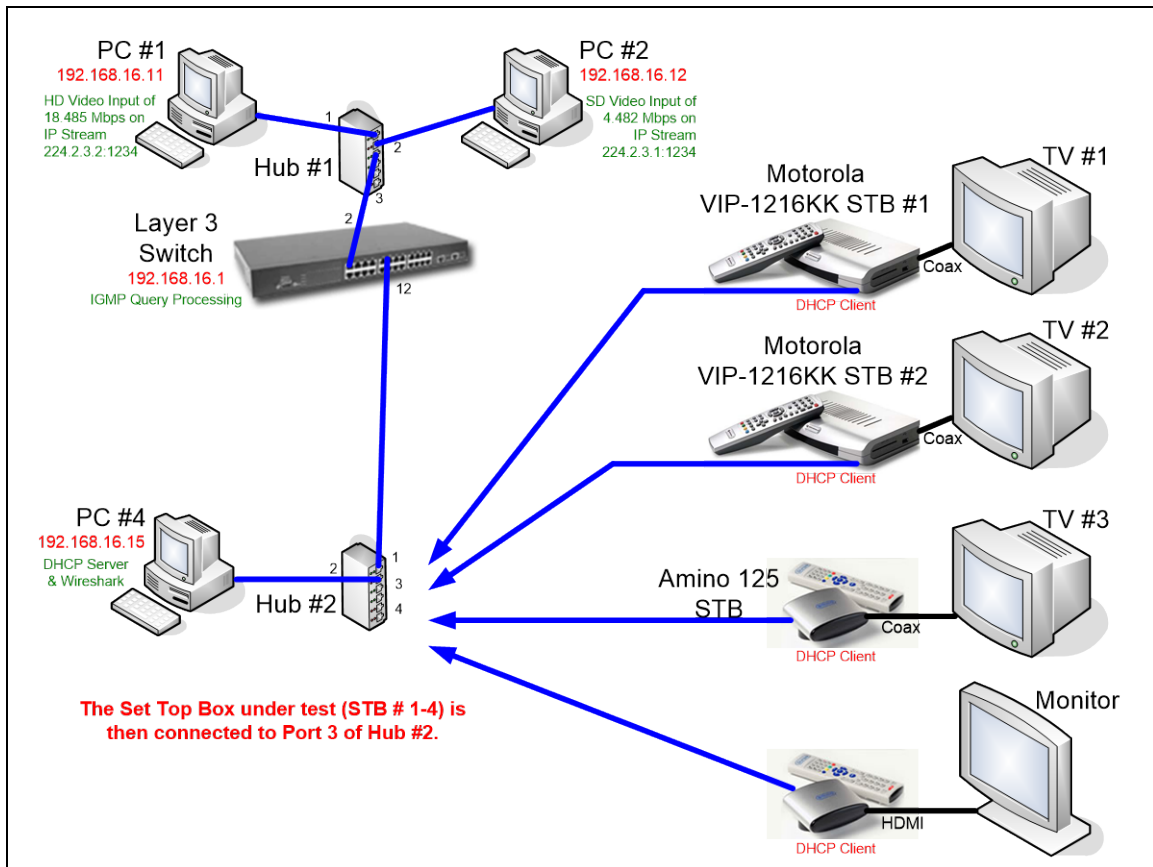 PC #1
192.168.16.11
HD Video Input of
18.485 Mbps on
IP Stream
224.2.3.2:1234
PC #2
192.168.16.12
SD Video Input of
4.482 Mbps on
IP Stream
224.2.3.1:1234
1
2
3
Hub #1
2
Layer 3
Switch
192.168.16.1
IGMP Query Processing
12
Motorola
VIP-1216KK STB #1
TV #1
Coax
DHCP Client
Motorola
VIP-1216KK STB #2
TV #2
Coax
DHCP Client
PC #4
192.168.16.15
DHCP Server
& Wireshark
1
2
3
4
Hub #2
Amino 125
STB
TV #3
Coax
DHCP Client
The Set Top Box under test (STB # 1-4) is
then connected to Port 3 of Hub #2.
Monitor
HDMI
DHCP Client